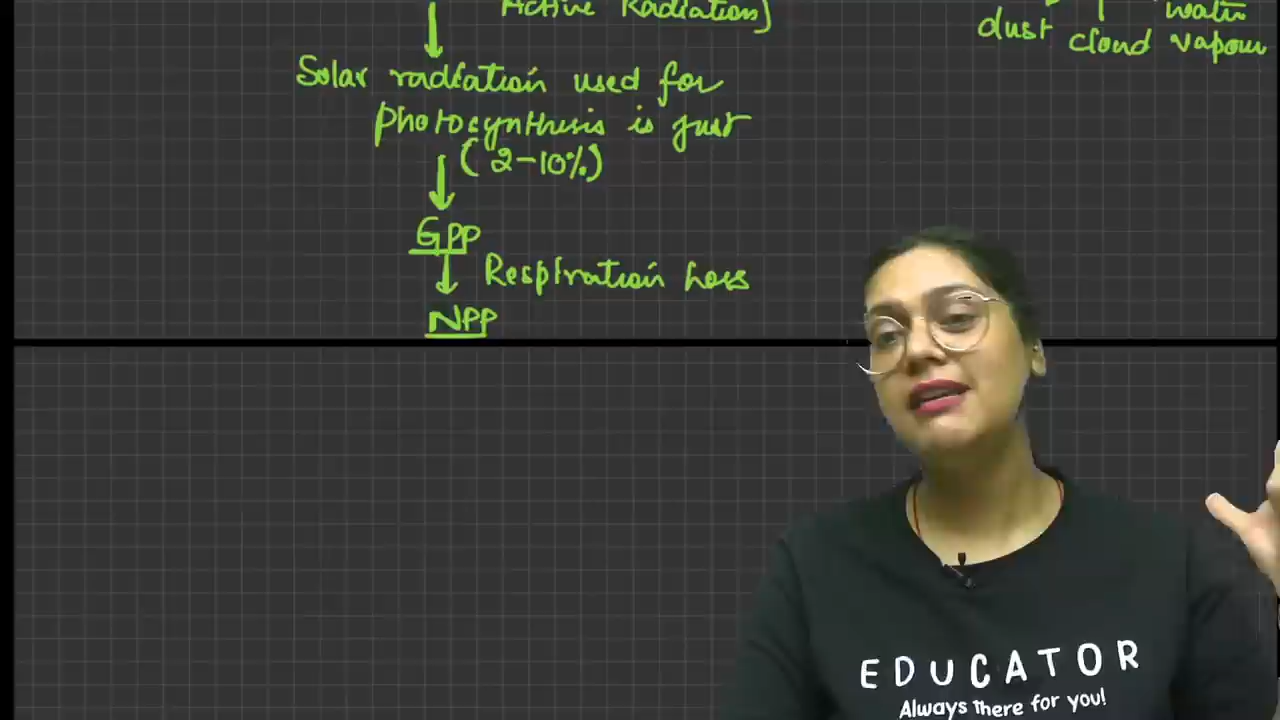 Active Radiation]
water
dust cloud vapour
Solar radiation used for
photosynthesis is just
(2-10%)
GPP
Respiration Loss
NPP
EDUCATOR
Always there for you!